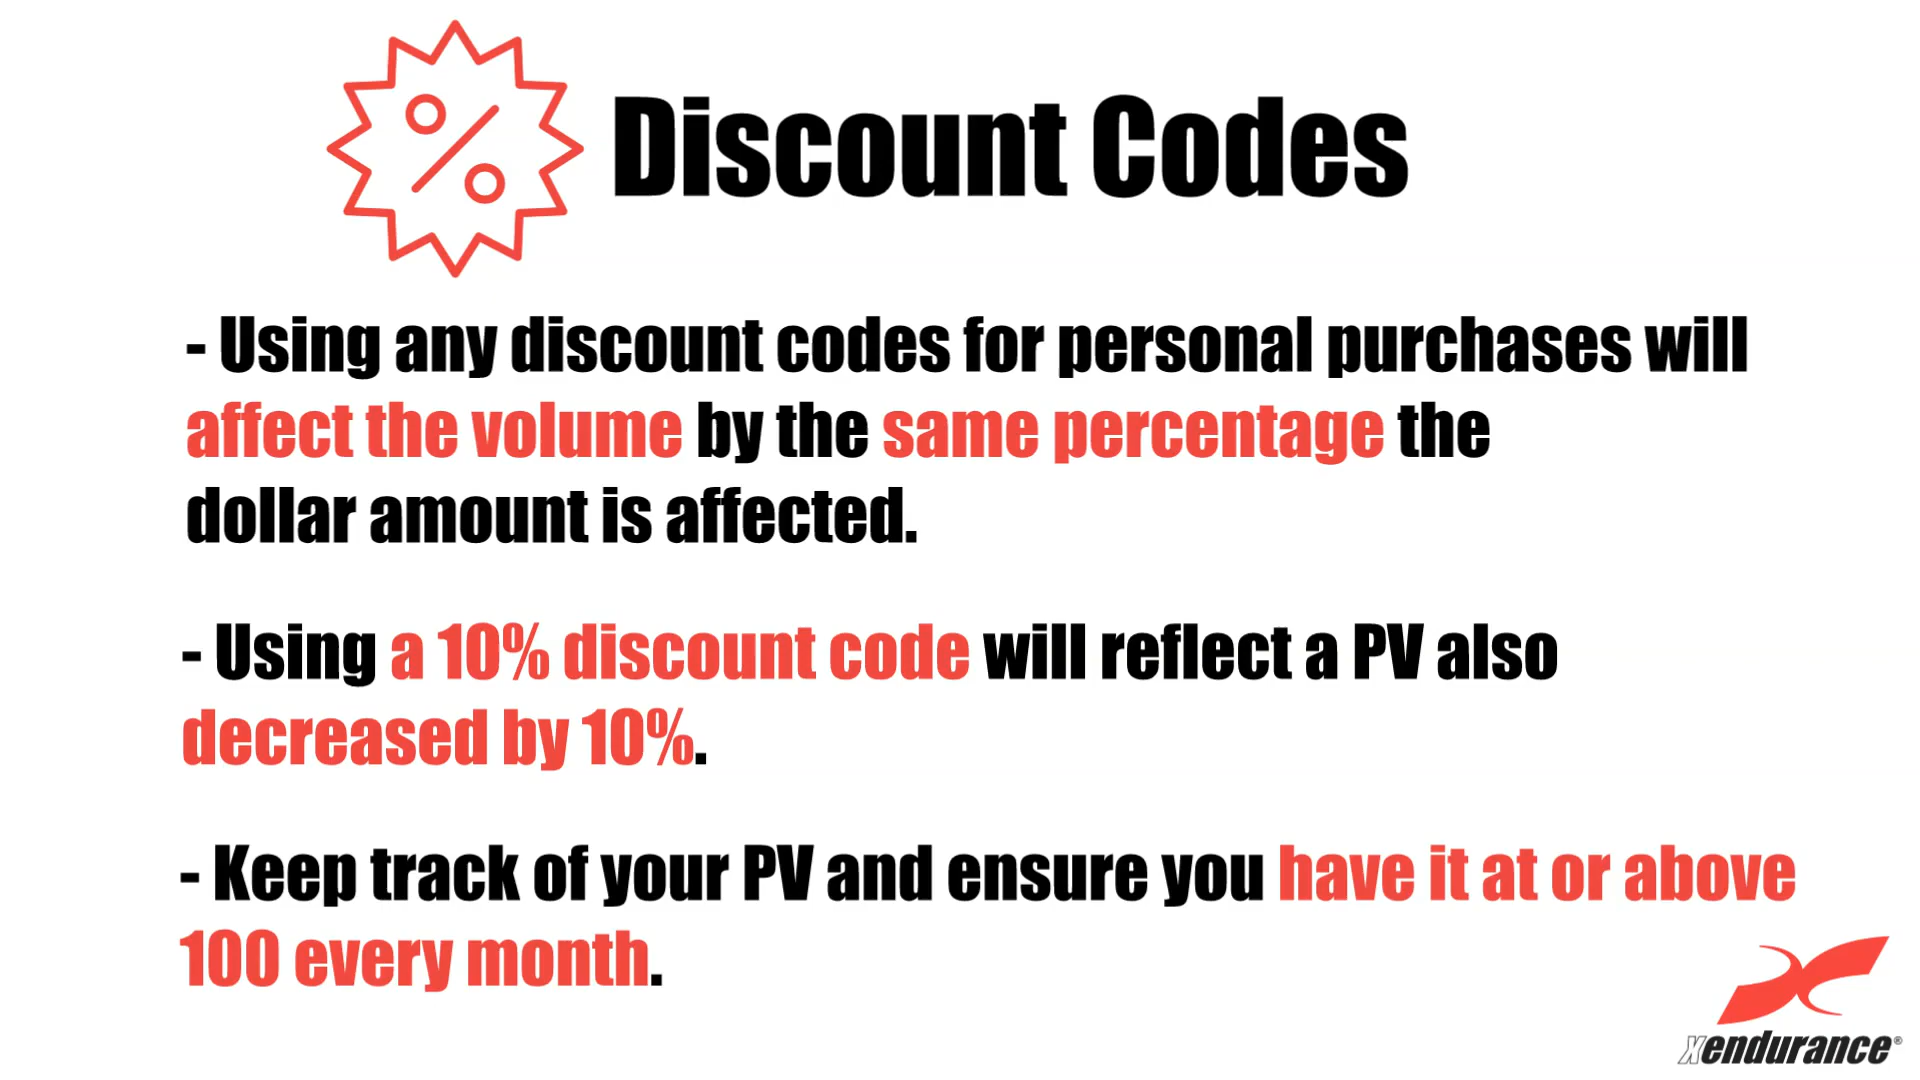 %
Discount Codes
- Using any discount codes for personal purchases will
affect the volume by the same percentage the
dollar amount is affected.
- Using a 10% discount code will reflect a PV also
decreased by 10%.
- Keep track of your PV and ensure you have it at or above
100 every month.
xendurance®